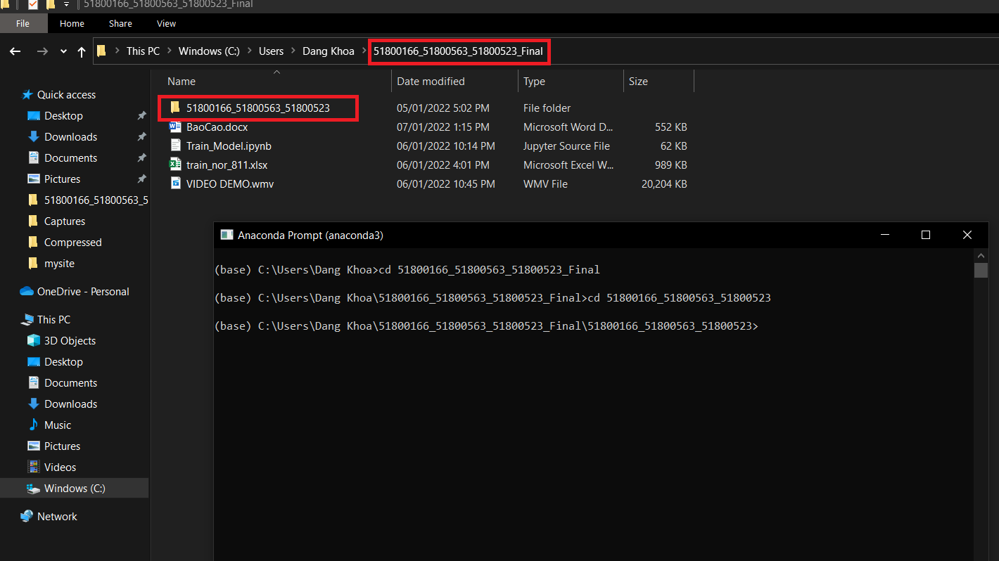 51800166_51800563_51800523_Final
File Home Share View
This PC Windows (C:) Users Dang Khoa 51800166_51800563_51800523_Final
Name Date modified Type Size
51800166_51800563_51800523 05/01/2022 5:02 PM File folder
BaoCao.docx 07/01/2022 1:15 PM Microsoft Word D... 552 KB
Train_Model.ipynb 06/01/2022 10:14 PM Jupyter Source File 62 KB
train_nor_811.xlsx 06/01/2022 4:01 PM Microsoft Excel W... 989 KB
VIDEO DEMO.wmv 06/01/2022 10:45 PM WMV File 20,204 KB
Quick access
Desktop
Downloads
Documents
Pictures
51800166_51800563_5
Captures
Compressed
mysite
OneDrive - Personal
This PC
3D Objects
Desktop
Documents
Downloads
Music
Pictures
Videos
Windows (C:)
Network
Anaconda Prompt (anaconda3)
(base) C:\Users\Dang Khoa>cd 51800166_51800563_51800523_Final
(base) C:\Users\Dang Khoa\51800166_51800563_51800523_Final>cd 51800166_51800563_51800523
(base) C:\Users\Dang Khoa\51800166_51800563_51800523_Final\51800166_51800563_51800523>